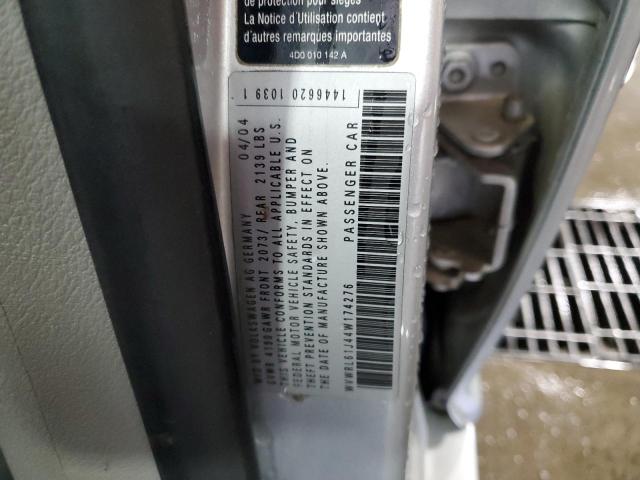 de protection pour sièges
La Notice d'Utilisation contient
d'autres remarques importantes
4D0 010 142 A
1446620 1039 1
MFD BY VOLKSWAGEN AG GERMANY 04/04
GVWR 4190 GAWR FRONT 2073/ REAR 2139 LBS
THIS VEHICLE CONFORMS TO ALL APPLICABLE U.S.
FEDERAL MOTOR VEHICLE SAFETY, BUMPER AND
THEFT PREVENTION STANDARDS IN EFFECT ON
THE DATE OF MANUFACTURE SHOWN ABOVE.
WVWRL61J44W174276 PASSENGER CAR